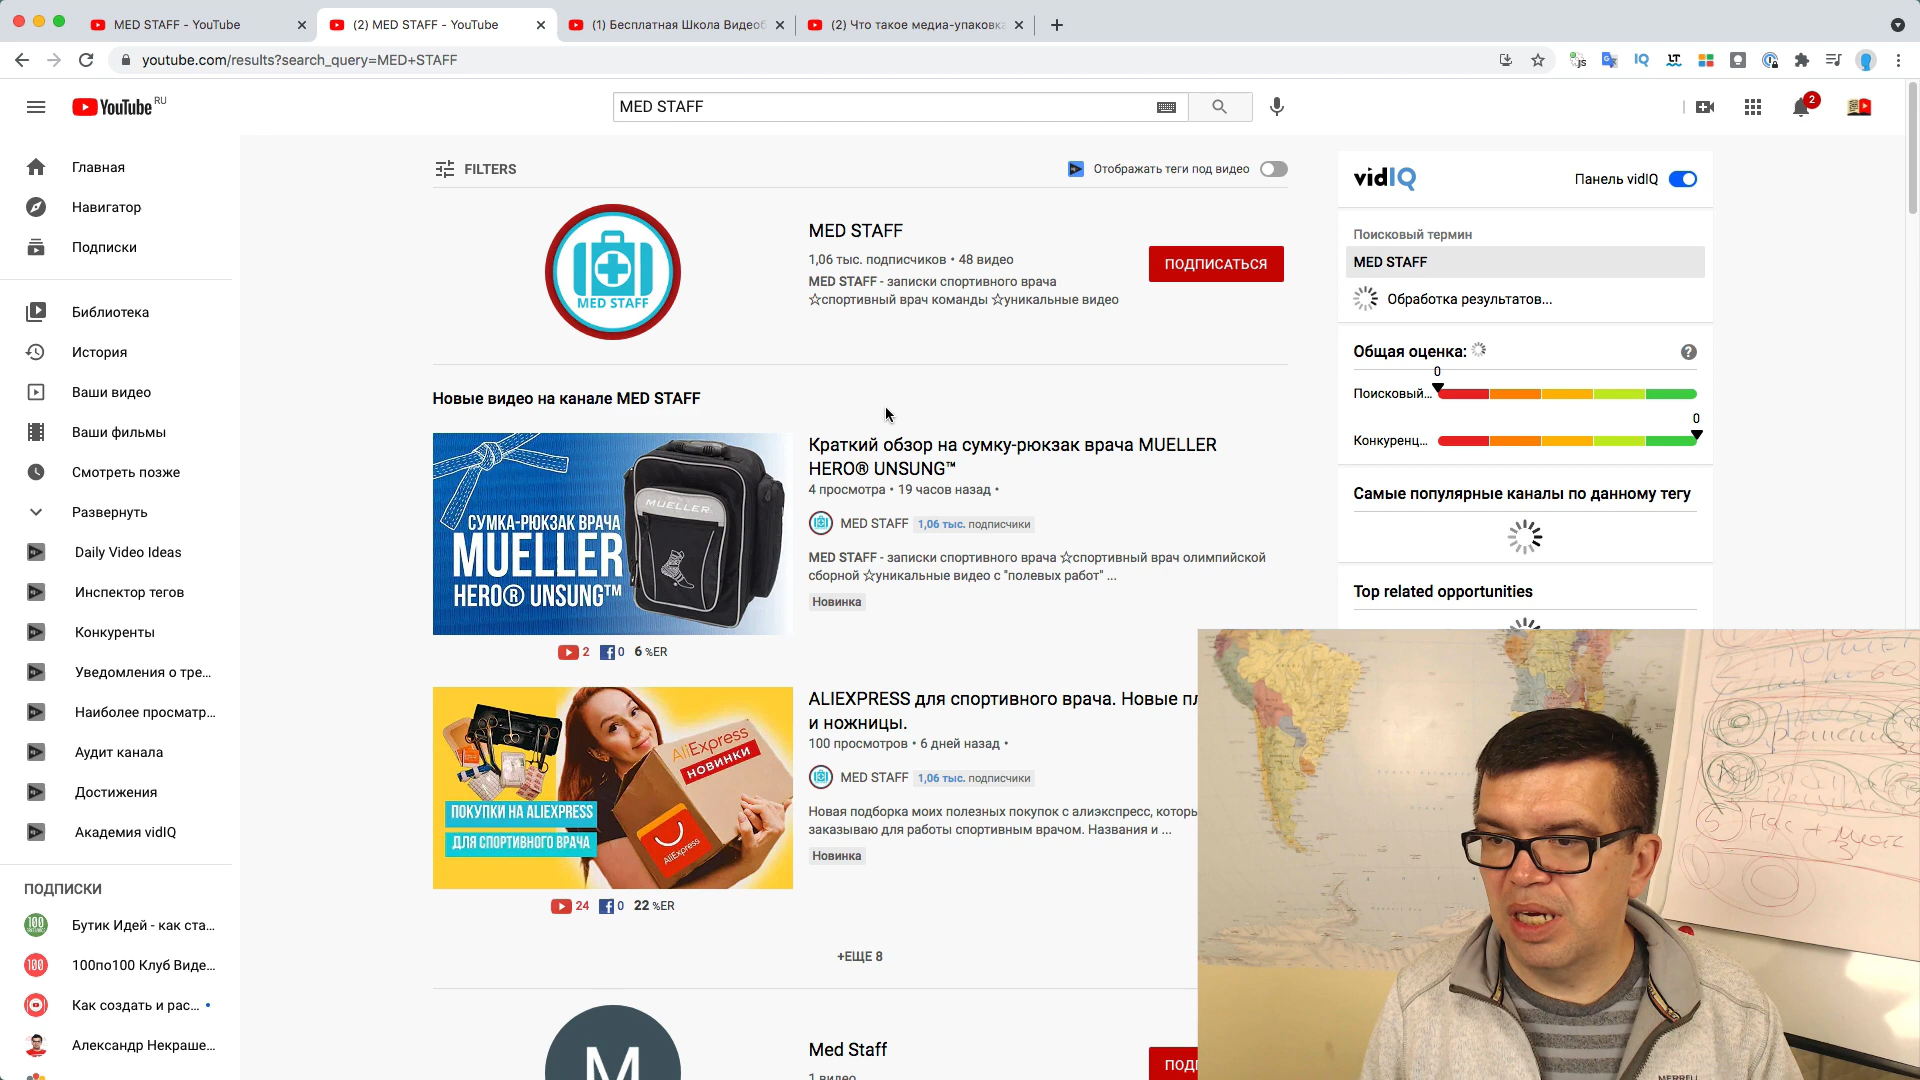 MED STAFF - YouTube
(2) MED STAFF - YouTube
(1) Бесплатная Школа Видеоб
(2) Что такое медиа-упаковка
youtube.com/results?search_query=MED+STAFF
YouTube RU
MED STAFF
2
Главная
Навигатор
Подписки
Библиотека
История
Ваши видео
Ваши фильмы
Смотреть позже
Развернуть
Daily Video Ideas
Инспектор тегов
Конкуренты
Уведомления о тре...
Наиболее просматр...
Аудит канала
Достижения
Академия vidIQ
ПОДПИСКИ
Бутик Идей - как ста...
100по100 Клуб Виде...
Как создать и рас...
Александр Некраше...
FILTERS
Отображать теги под видео
MED STAFF
MED STAFF
1,06 тыс. подписчиков • 48 видео
MED STAFF - записки спортивного врача
☆спортивный врач команды ☆уникальные видео
ПОДПИСАТЬСЯ
Новые видео на канале MED STAFF
СУМКА-РЮКЗАК ВРАЧА
MUELLER
HERO® UNSUNG™
MUELLER
2 0 6 %ER
Краткий обзор на сумку-рюкзак врача MUELLER
HERO® UNSUNG™
4 просмотра • 19 часов назад •
MED STAFF 1,06 тыс. подписчики
MED STAFF - записки спортивного врача ☆спортивный врач олимпийской
сборной ☆уникальные видео с "полевых работ" ...
Новинка
AliExpress
НОВИНКИ
ПОКУПКИ НА ALIEXPRESS
ДЛЯ СПОРТИВНОГО ВРАЧА
AliExpress
24 0 22 %ER
ALIEXPRESS для спортивного врача. Новые пл
и ножницы.
100 просмотров • 6 дней назад •
MED STAFF 1,06 тыс. подписчики
Новая подборка моих полезных покупок с алиэкспресс, которы
заказываю для работы спортивным врачом. Названия и ...
Новинка
+ЕЩЕ 8
M
Med Staff
1 видео
ПОД
vidIQ
Панель vidIQ
Поисковый термин
MED STAFF
Обработка результатов...
Общая оценка:
0
Поисковый...
0
Конкуренц...
Самые популярные каналы по данному тегу
Top related opportunities
MERRELL